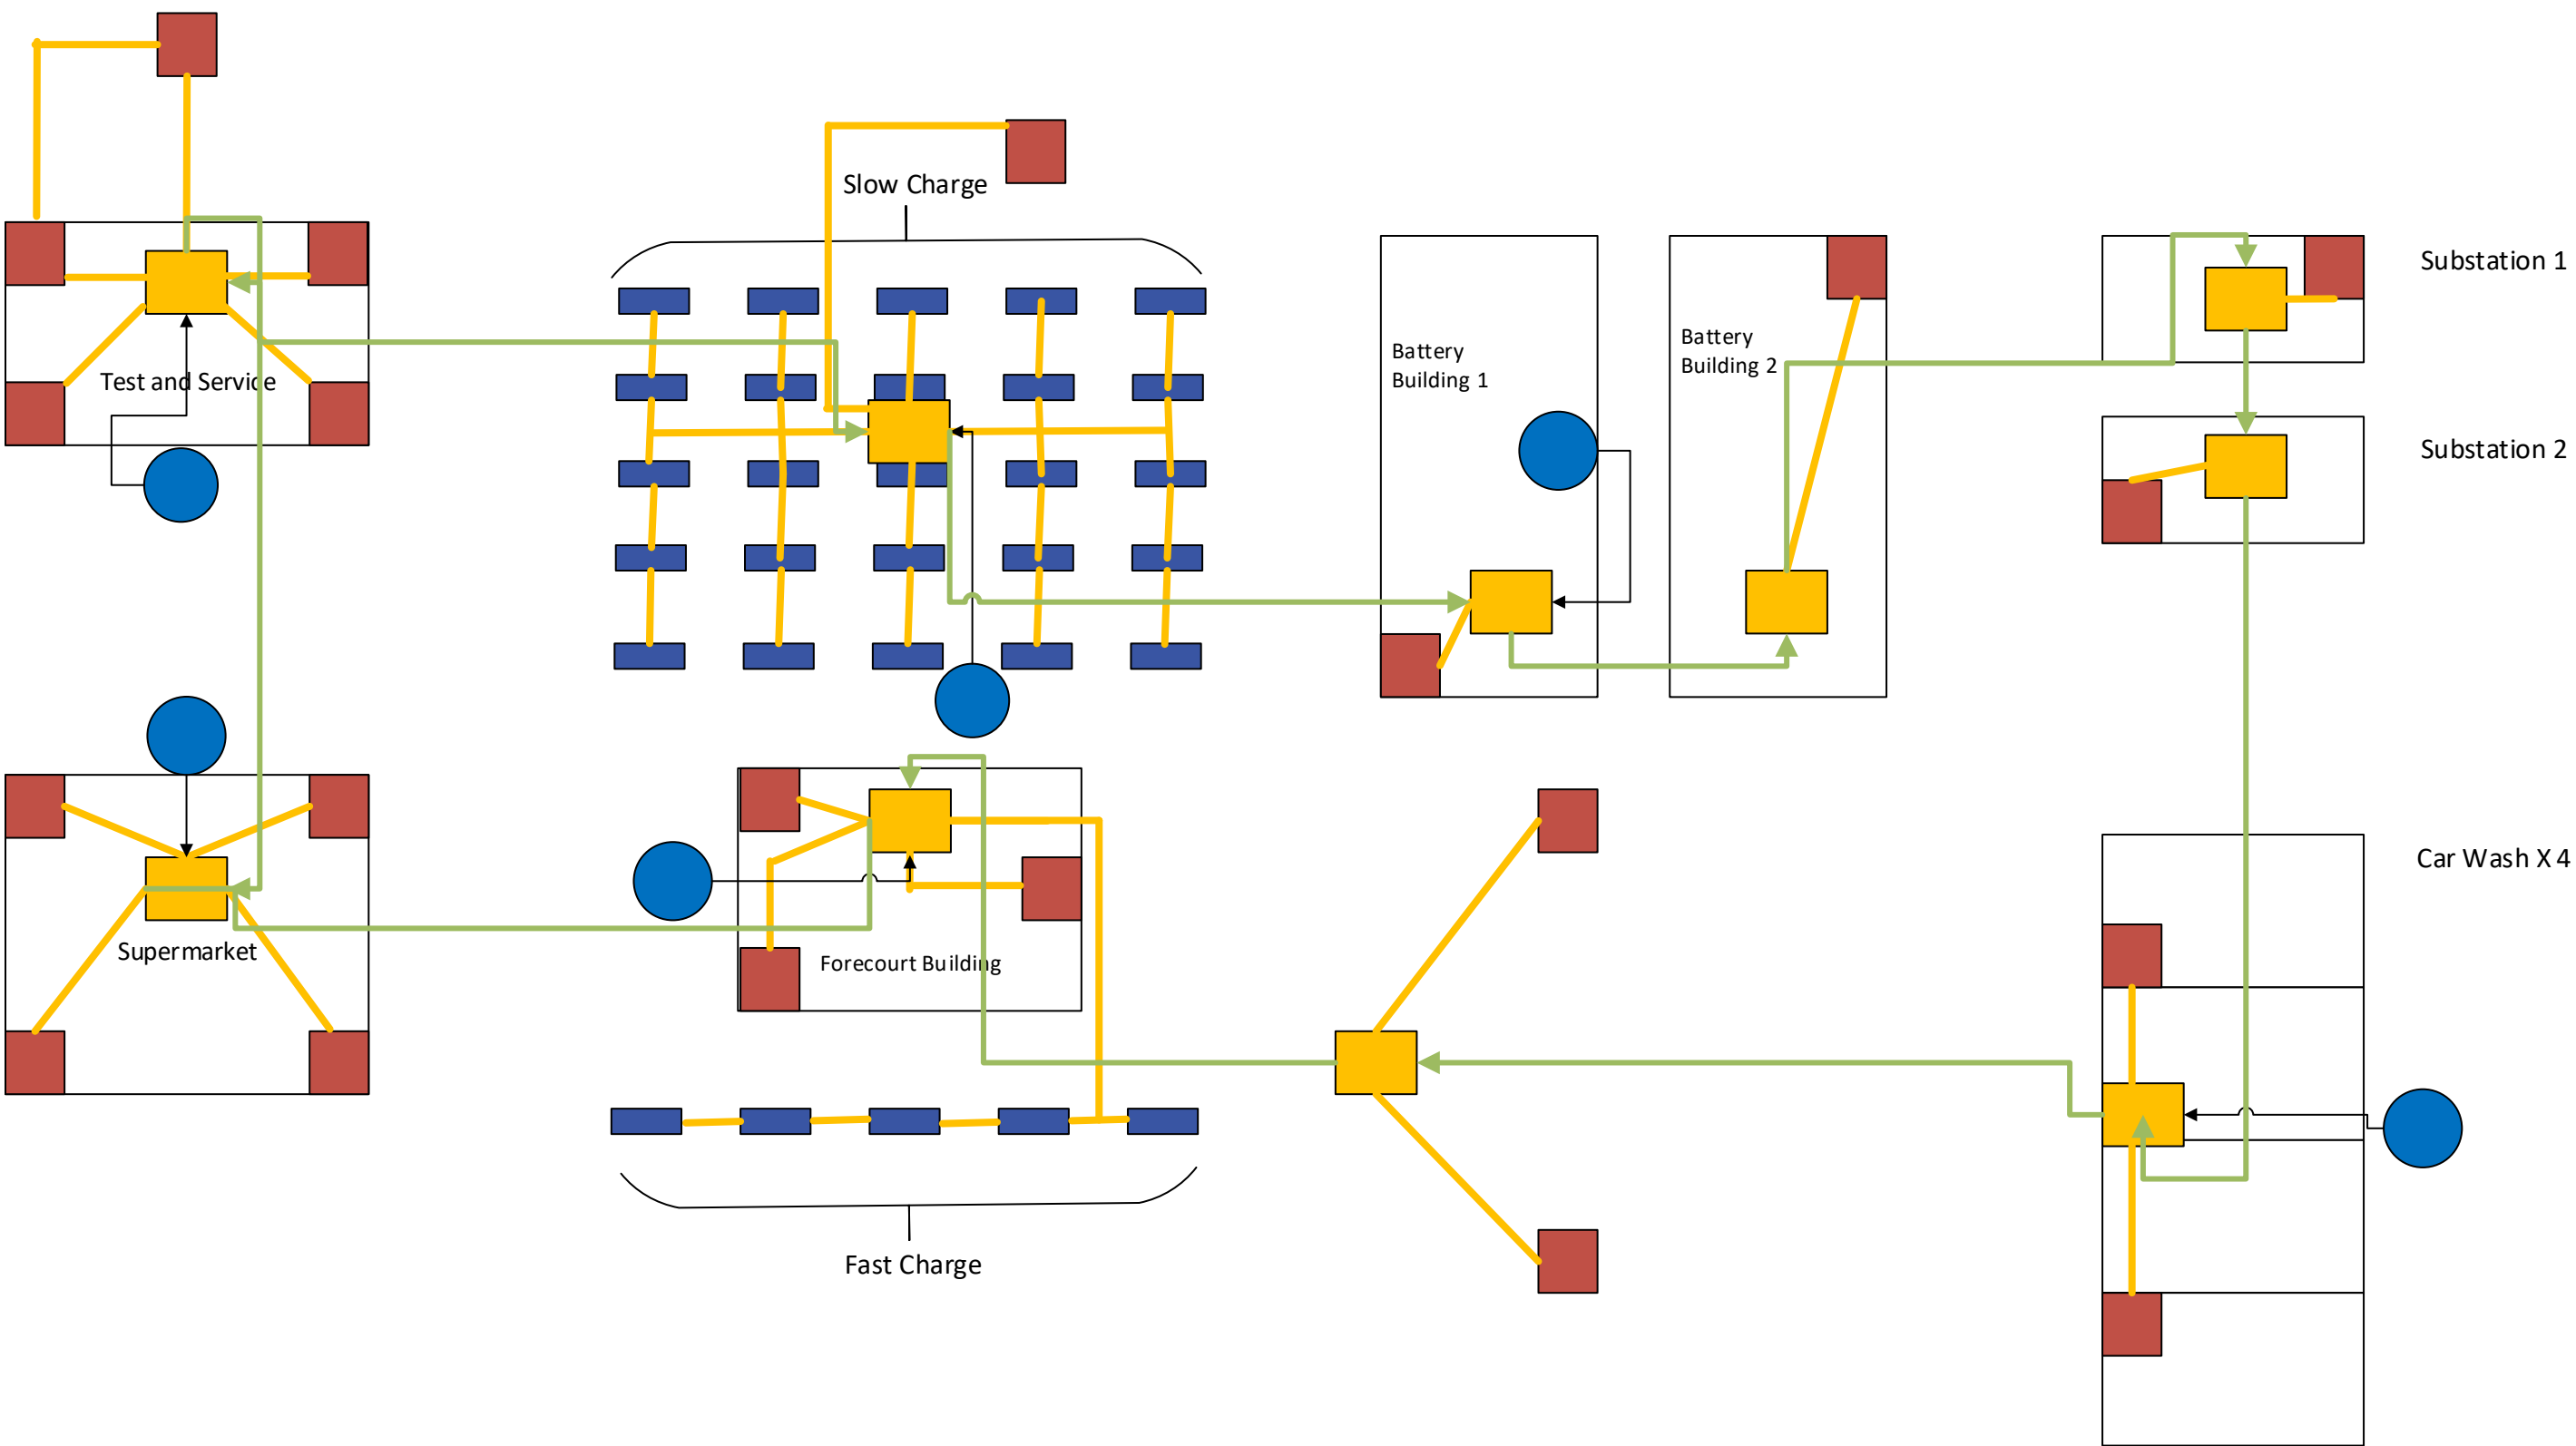 Slow Charge
Substation 1
Battery
Building 1
Battery
Building 2
Test and Service
Substation 2
Car Wash X 4
Supermarket
Forecourt Building
Fast Charge